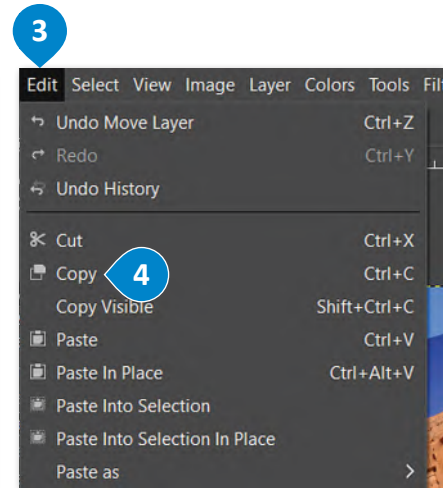 3
Edit Select View Image Layer Colors Tools Fil
Undo Move Layer Ctrl+Z
Redo Ctrl+Y
Undo History
Cut Ctrl+X
Copy 4 Ctrl+C
Copy Visible Shift+Ctrl+C
Paste Ctrl+V
Paste In Place Ctrl+Alt+V
Paste Into Selection
Paste Into Selection In Place
Paste as >